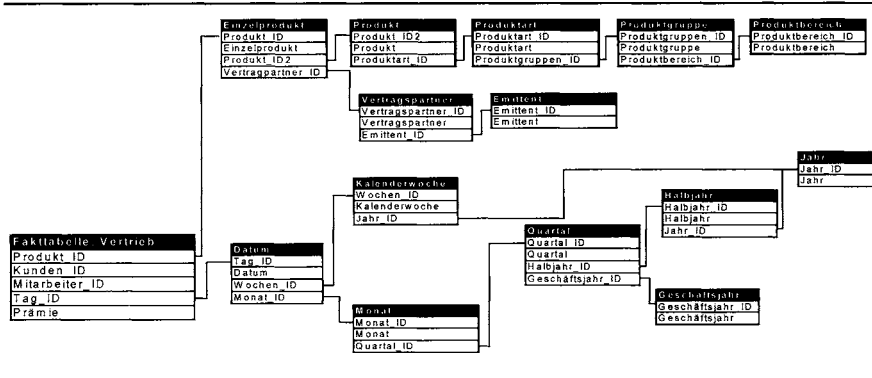 Einzelprodukt
Produkt_ID
Einzelprodukt
Produkt_ID2
Vertragpartner_ID
Produkt
Produkt_ID2
Produkt
Produktart_ID
Produktart
Produktart_ID
Produktart
Produktgruppen_ID
Produktgruppe
Produktgruppen_ID
Produktgruppe
Produktbereich_ID
Produktbereich
Produktbereich_ID
Produktbereich
Vertragspartner
Vertragspartner_ID
Vertragspartner
Emittent_ID
Emittent
Emittent_ID
Emittent
Jahr
Jahr_ID
Jahr
Kalenderwoche
Wochen_ID
Kalenderwoche
Jahr_ID
Halbjahr
Halbjahr_ID
Halbjahr
Jahr_ID
Quartal
Quartal_ID
Quartal
Halbjahr_ID
Geschäftsjahr_ID
Fakttabelle, Vertrieb
Produkt_ID
Kunden_ID
Mitarbeiter_ID
Tag_ID
Prämie
Datum
Tag_ID
Datum
Wochen_ID
Monat_ID
Geschäftsjahr
Geschäftsjahr_ID
Geschäftsjahr
Monat
Monat_ID
Monat
Quartal_ID